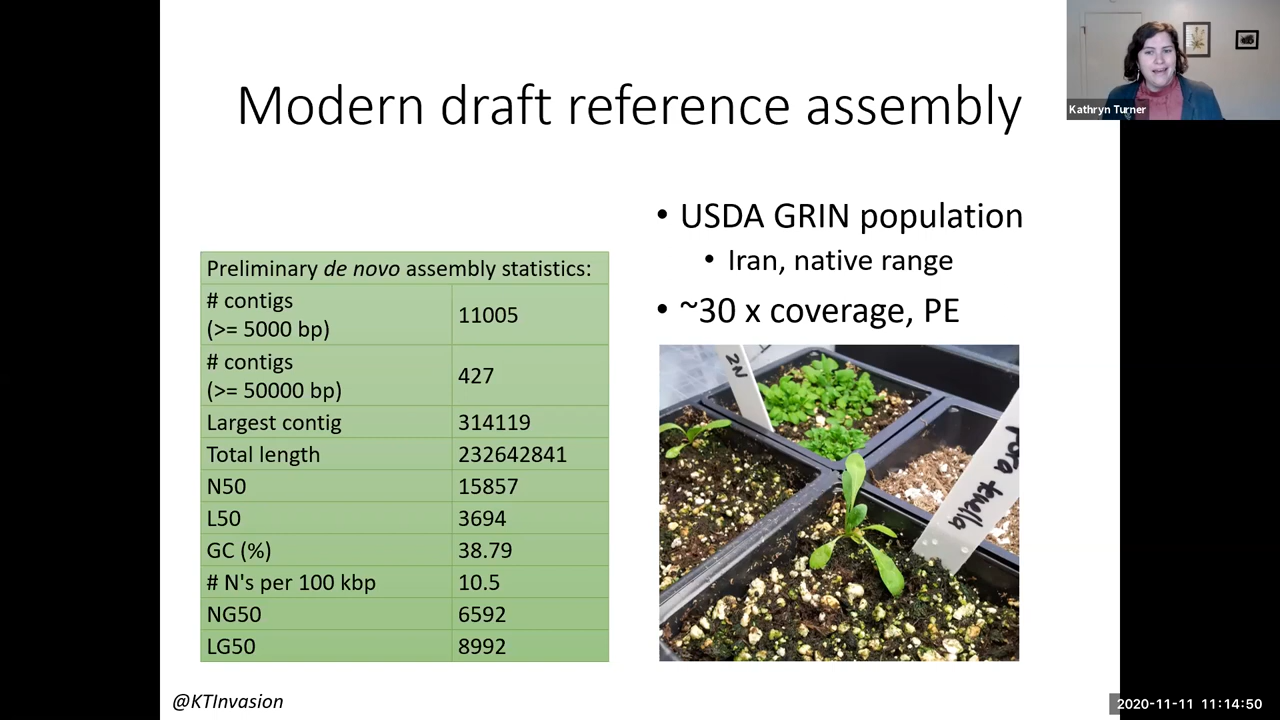 Modern draft reference assembly
Kathryn Turner
• USDA GRIN population
• Iran, native range
• ~30 x coverage, PE
Preliminary de novo assembly statistics:
# contigs
(>= 5000 bp) 11005
# contigs
(>= 50000 bp) 427
Largest contig 314119
Total length 232642841
N50 15857
L50 3694
GC (%) 38.79
# N's per 100 kbp 10.5
NG50 6592
LG50 8992
2N
@KTInvasion
2020-11-11 11:14:50